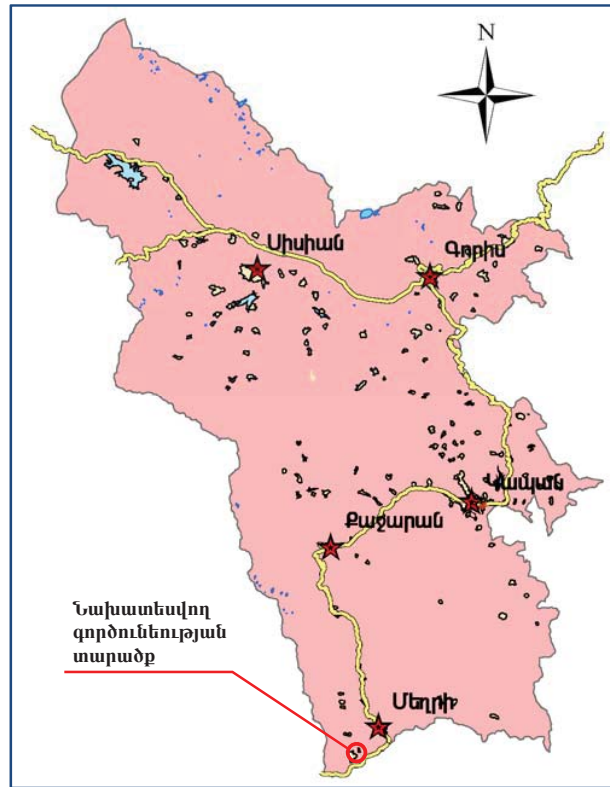 N
Սիսիան
Գորիս
Կապան
Քաջարան
Նախատեսվող
գործունեության
տարածք
Մեղրի